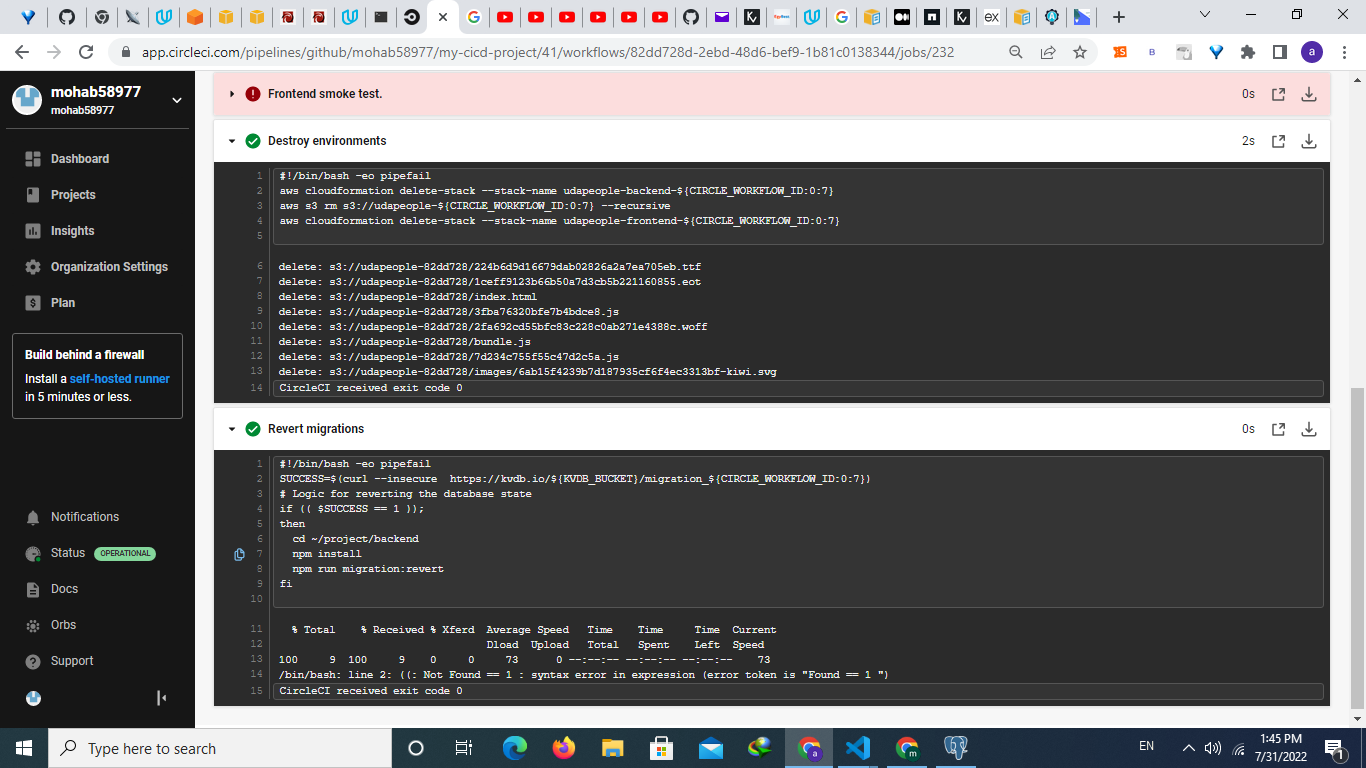 app.circleci.com/pipelines/github/mohab58977/my-cicd-project/41/workflows/82dd728d-2ebd-48d6-bef9-1b81c0138344/jobs/232
mohab58977
mohab58977
Dashboard
Projects
Insights
Organization Settings
Plan
Build behind a firewall
Install a self-hosted runner
in 5 minutes or less.
Notifications
Status OPERATIONAL
Docs
Orbs
Support
Frontend smoke test. 0s
Destroy environments 2s
1 #!/bin/bash -eo pipefail
2 aws cloudformation delete-stack --stack-name udapeople-backend-${CIRCLE_WORKFLOW_ID:0:7}
3 aws s3 rm s3://udapeople-${CIRCLE_WORKFLOW_ID:0:7} --recursive
4 aws cloudformation delete-stack --stack-name udapeople-frontend-${CIRCLE_WORKFLOW_ID:0:7}
5
6 delete: s3://udapeople-82dd728/224b6d9d16679dab02826a2a7ea705eb.ttf
7 delete: s3://udapeople-82dd728/1ceff9123b66b50a7d3cb5b221160855.eot
8 delete: s3://udapeople-82dd728/index.html
9 delete: s3://udapeople-82dd728/3fba76320bfe7b4bdce8.js
10 delete: s3://udapeople-82dd728/2fa692cd55bfc83c228c0ab271e4388c.woff
11 delete: s3://udapeople-82dd728/bundle.js
12 delete: s3://udapeople-82dd728/7d234c755f55c47d2c5a.js
13 delete: s3://udapeople-82dd728/images/6ab15f4239b7d187935cf6f4ec3313bf-kiwi.svg
14 CircleCI received exit code 0
Revert migrations 0s
1 #!/bin/bash -eo pipefail
2 SUCCESS=$(curl --insecure  https://kvdb.io/${KVDB_BUCKET}/migration_${CIRCLE_WORKFLOW_ID:0:7})
3 # Logic for reverting the database state
4 if (( $SUCCESS == 1 ));
5 then
6   cd ~/project/backend
7   npm install
8   npm run migration:revert
9 fi
10
11   % Total    % Received % Xferd  Average Speed   Time    Time     Time  Current
12                                  Dload  Upload   Total   Spent    Left  Speed
13 100     9  100     9    0     0     73      0 --:--:-- --:--:-- --:--:--    73
14 /bin/bash: line 2: ((: Not Found == 1 : syntax error in expression (error token is "Found == 1 ")
15 CircleCI received exit code 0
Type here to search
EN
1:45 PM
7/31/2022
1